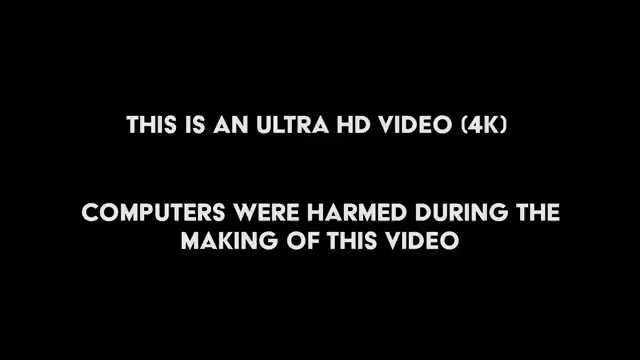 THIS IS AN ULTRA HD VIDEO (4K)
COMPUTERS WERE HARMED DURING THE
MAKING OF THIS VIDEO